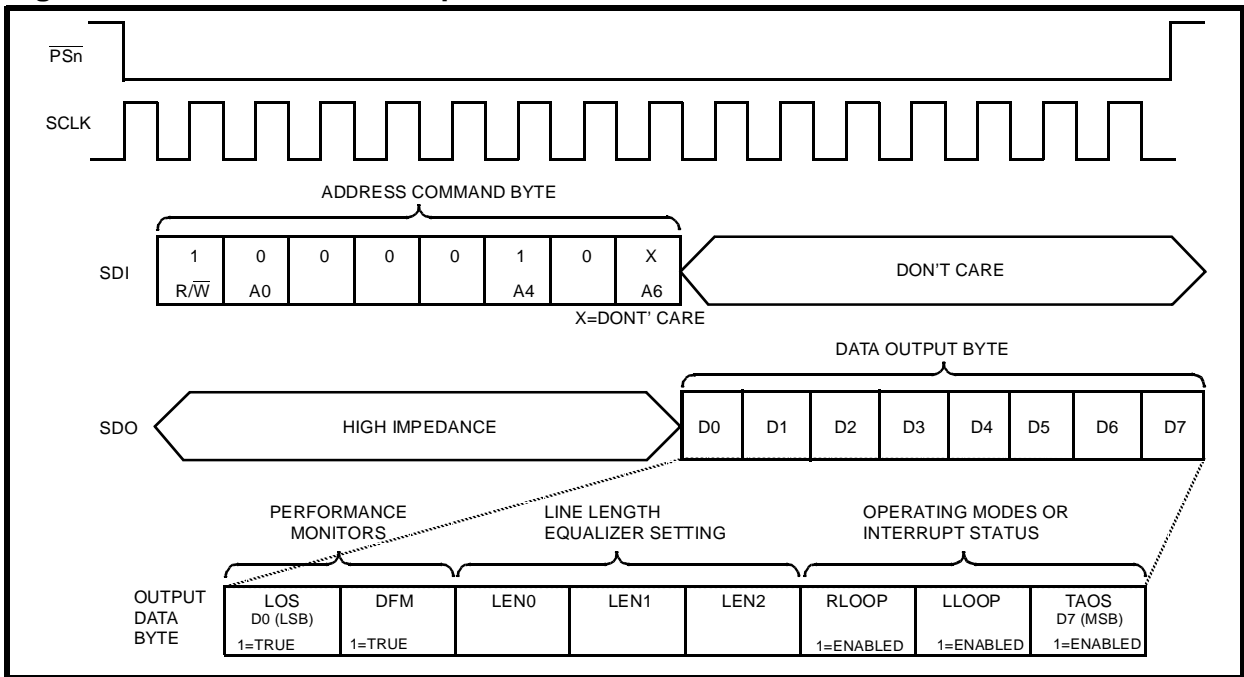 PSn
SCLK
ADDRESS COMMAND BYTE
SDI
1 0 0 0 0 1 0 X
R/W A0 A4 A6
DON'T CARE
X=DONT' CARE
DATA OUTPUT BYTE
SDO
HIGH IMPEDANCE
D0 D1 D2 D3 D4 D5 D6 D7
PERFORMANCE
MONITORS
LINE LENGTH
EQUALIZER SETTING
OPERATING MODES OR
INTERRUPT STATUS
OUTPUT
DATA
BYTE
LOS DFM LEN0 LEN1 LEN2 RLOOP LLOOP TAOS
D0 (LSB) D7 (MSB)
1=TRUE 1=TRUE 1=ENABLED 1=ENABLED 1=ENABLED